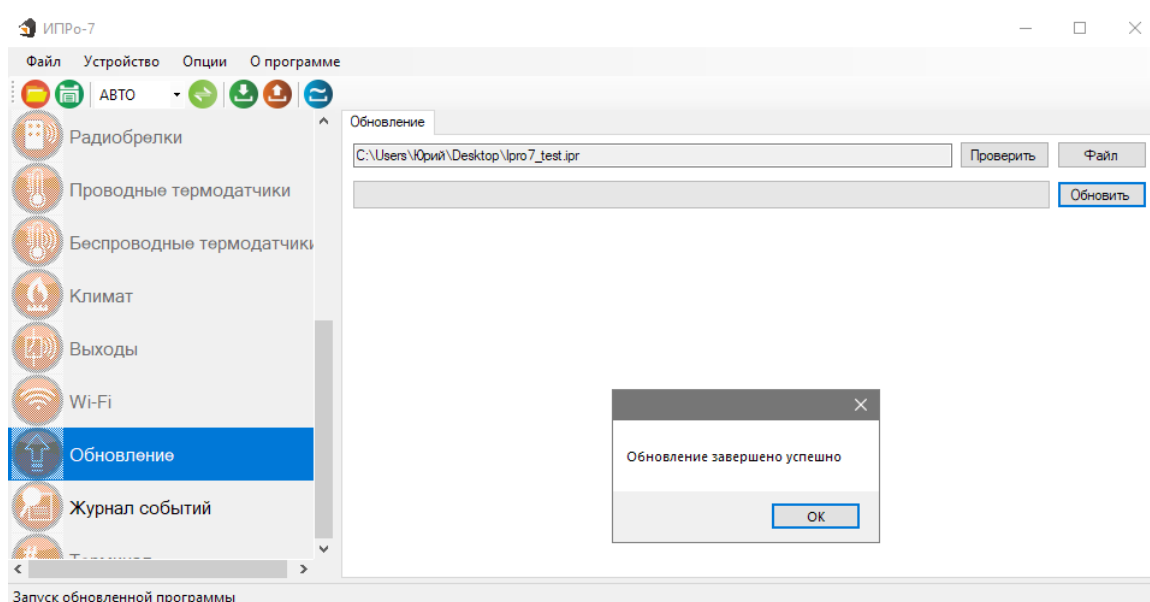 ИПРо-7
Файл Устройство Опции О программе
АВТО
Радиобрелки
Проводные термодатчики
Беспроводные термодатчики
Климат
Выходы
Wi-Fi
Обновление
Журнал событий
Обновление
C:\Users\Юрий\Desktop\Ipro7_test.ipr Проверить Файл
Обновить
Обновление завершено успешно
OK
Запуск обновленной программы